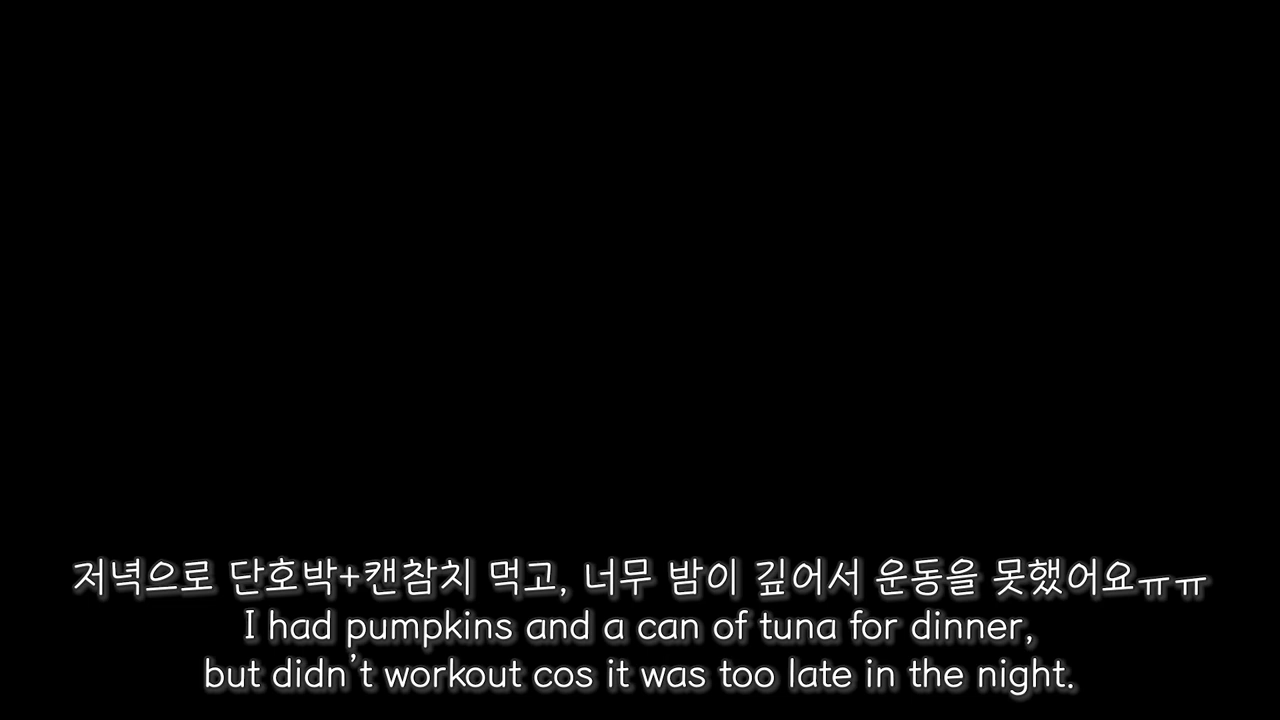 저녁으로 단호박+캔참치 먹고, 너무 밤이 깊어서 운동을 못했어요ㅠㅠ
I had pumpkins and a can of tuna for dinner,
but didn't workout cos it was too late in the night.